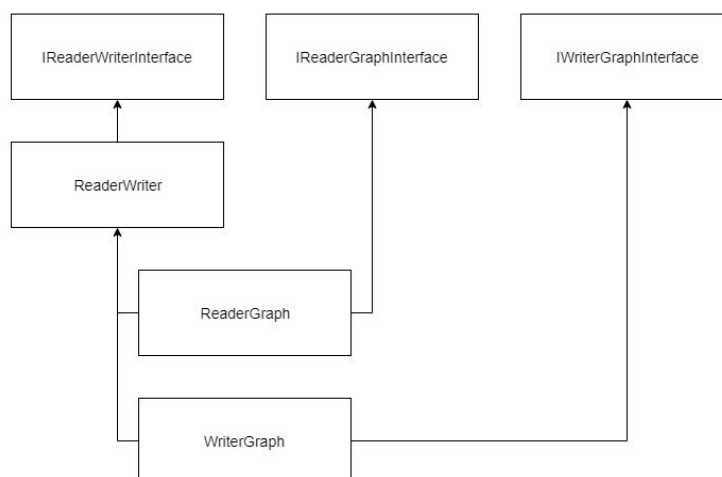 IReaderWriterInterface
IReaderGraphInterface
IWriterGraphInterface
ReaderWriter
ReaderGraph
WriterGraph